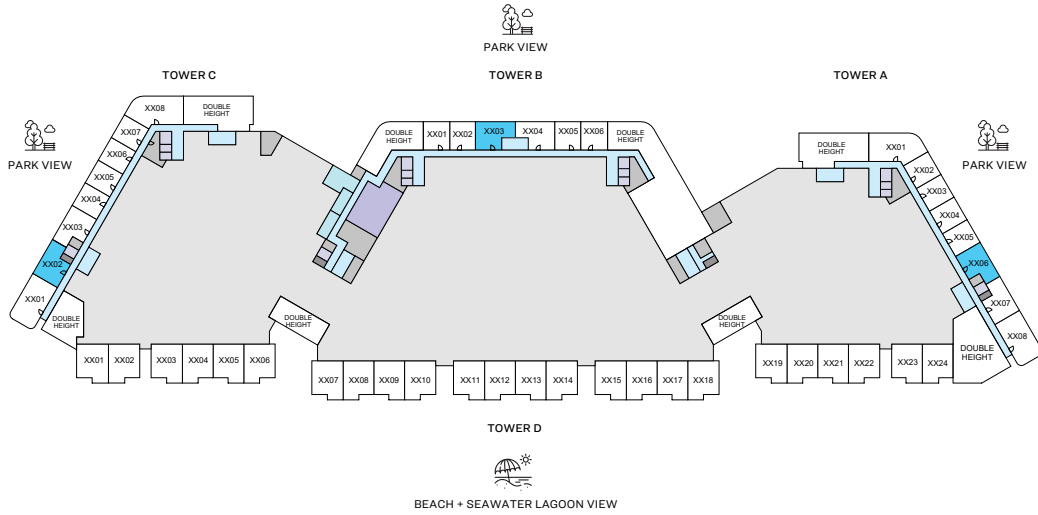 PARK VIEW
TOWER C
TOWER B
TOWER A
PARK VIEW
PARK VIEW
XX08
DOUBLE
HEIGHT
XX07
XX06
XX05
XX04
XX03
XX02
XX01
DOUBLE
HEIGHT
DOUBLE
HEIGHT
XX01
XX02
XX03
XX04
XX05
XX06
DOUBLE
HEIGHT
DOUBLE
HEIGHT
XX01
XX02
XX03
XX04
XX05
XX06
XX07
XX08
DOUBLE
HEIGHT
DOUBLE
HEIGHT
DOUBLE
HEIGHT
XX01
XX02
XX03
XX04
XX05
XX06
XX07
XX08
XX09
XX10
XX11
XX12
XX13
XX14
XX15
XX16
XX17
XX18
XX19
XX20
XX21
XX22
XX23
XX24
TOWER D
BEACH + SEAWATER LAGOON VIEW